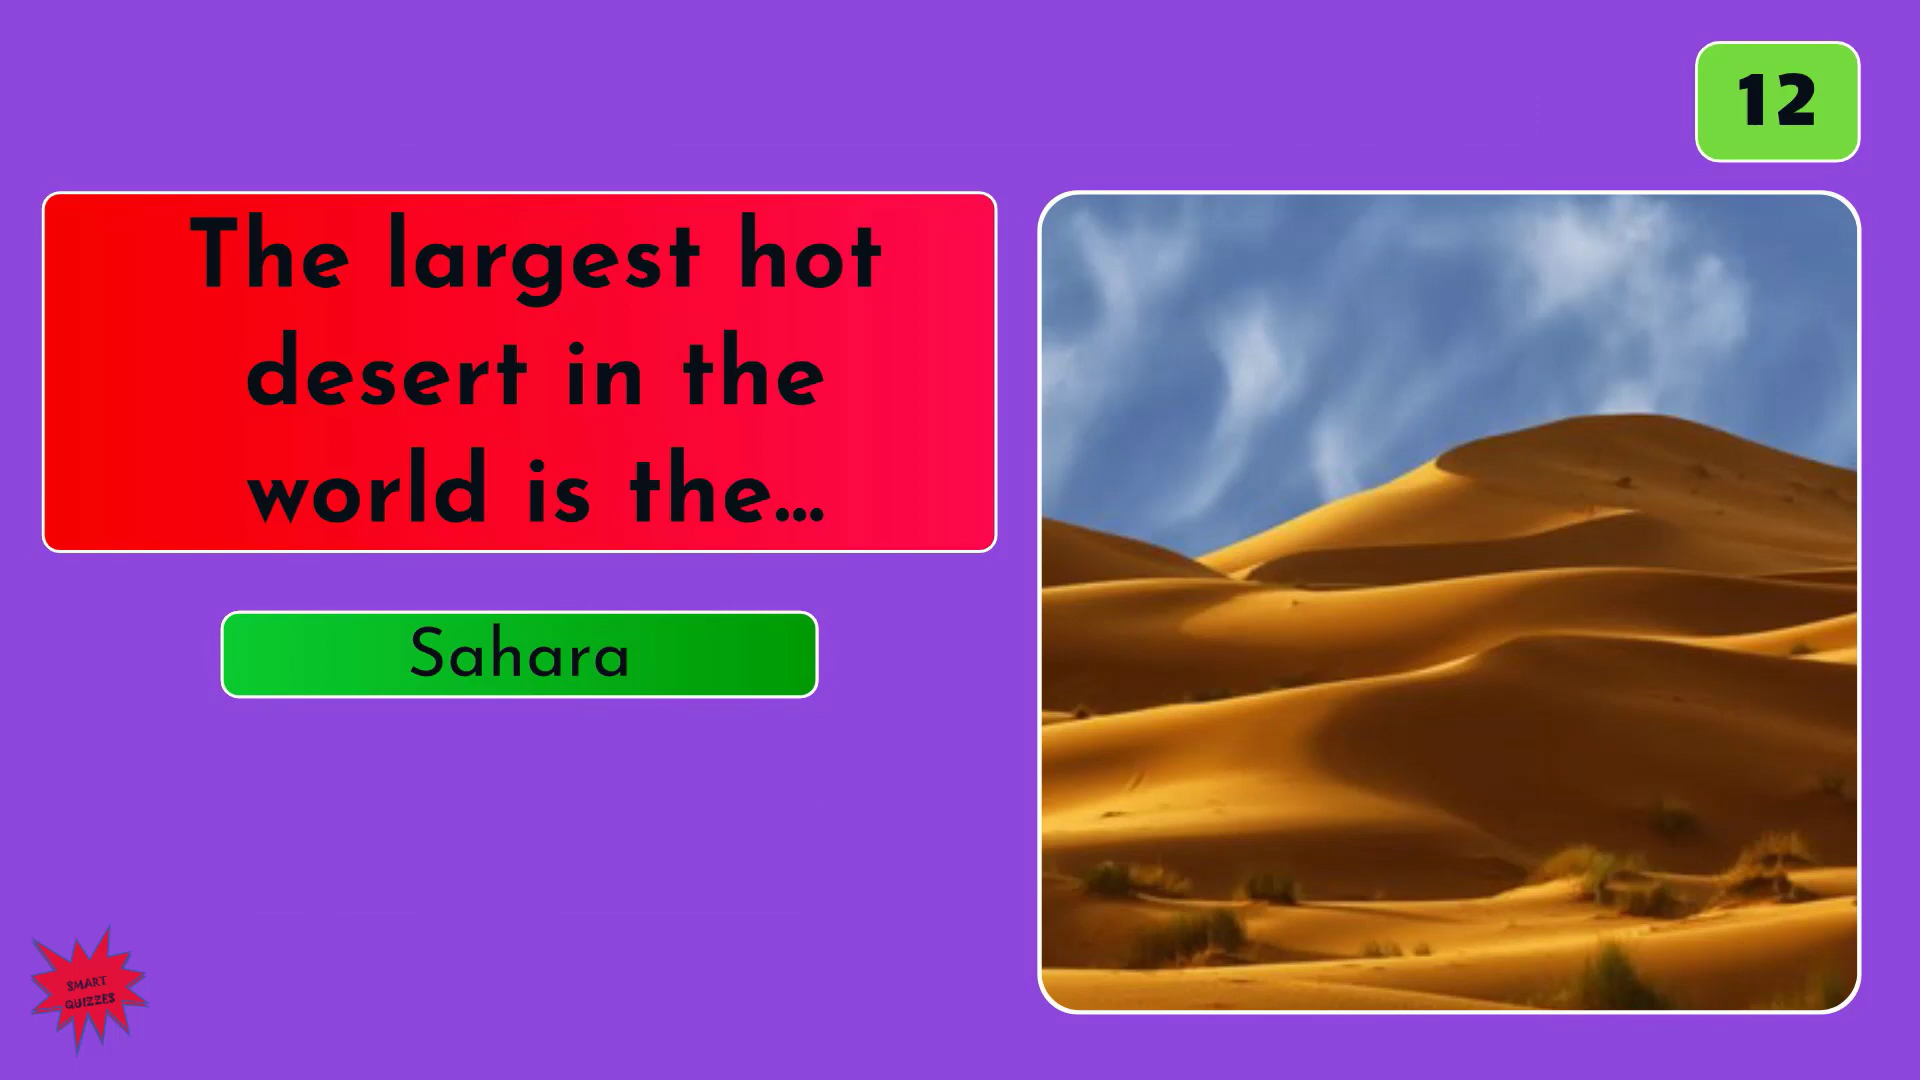 12
The largest hot
desert in the
world is the...
Sahara
SMART
QUIZZES